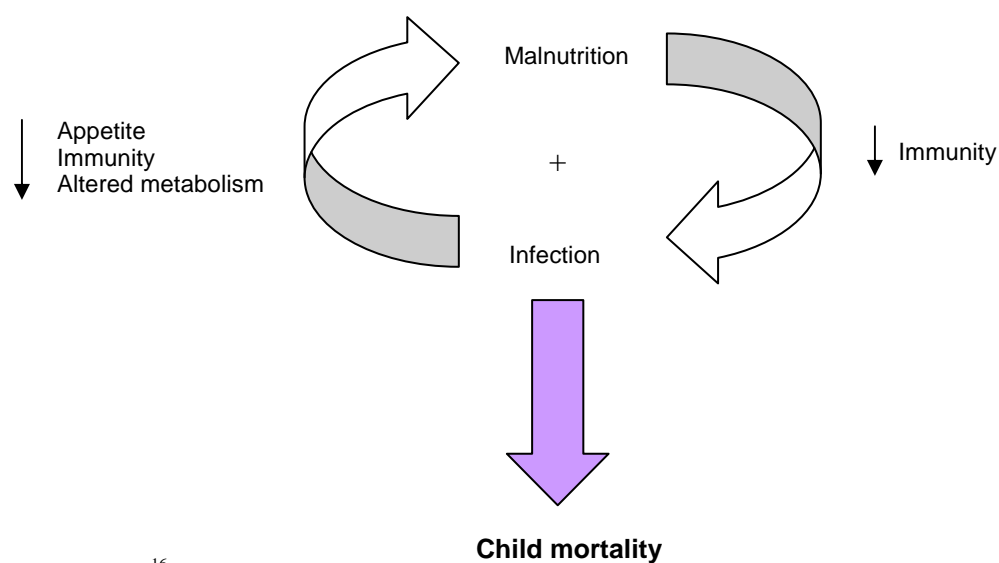 Malnutrition
Appetite
Immunity
Altered metabolism
+
Immunity
Infection
Child mortality
16